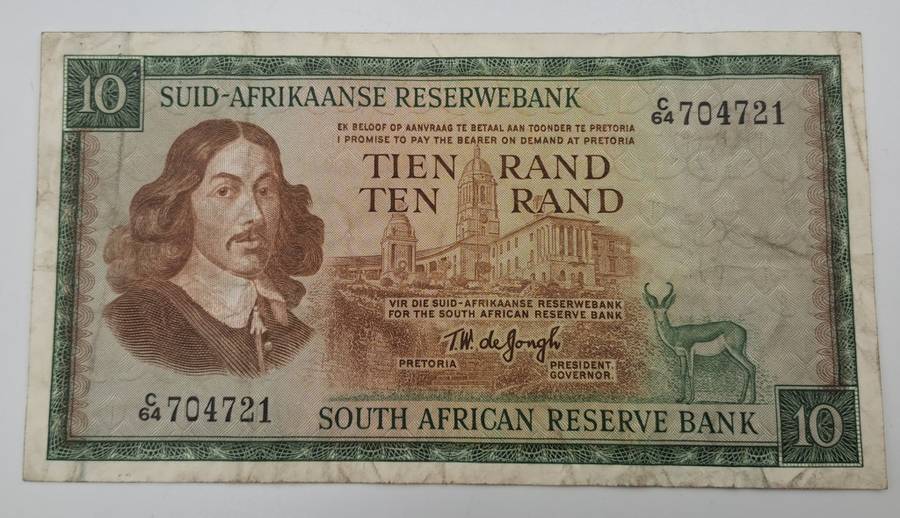 10
SUID-AFRIKAANSE RESERWEBANK
C/64 704721
EK BELOOF OP AANVRAAG TE BETAAL AAN TOONDER TE PRETORIA
I PROMISE TO PAY THE BEARER ON DEMAND AT PRETORIA
TIEN RAND
TEN RAND
VIR DIE SUID-AFRIKAANSE RESERWEBANK
FOR THE SOUTH AFRICAN RESERVE BANK
T.W. de Jongh
PRETORIA
PRESIDENT.
GOVERNOR.
C/64 704721
SOUTH AFRICAN RESERVE BANK
10